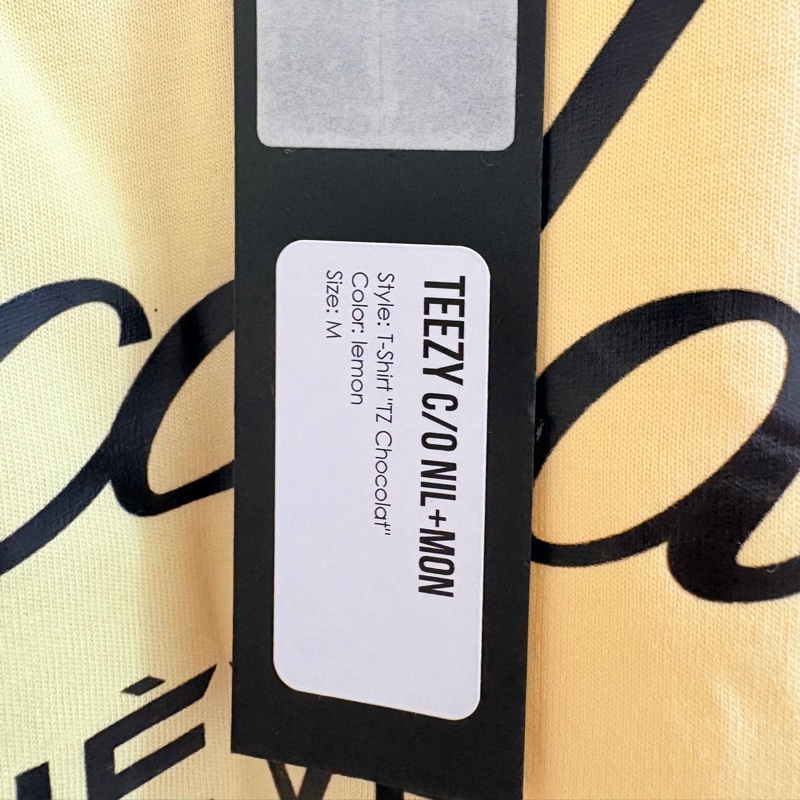 TEEZY C/O NIL+MON
Style: T-Shirt "TZ Chocolat"
Color: lemon
Size: M